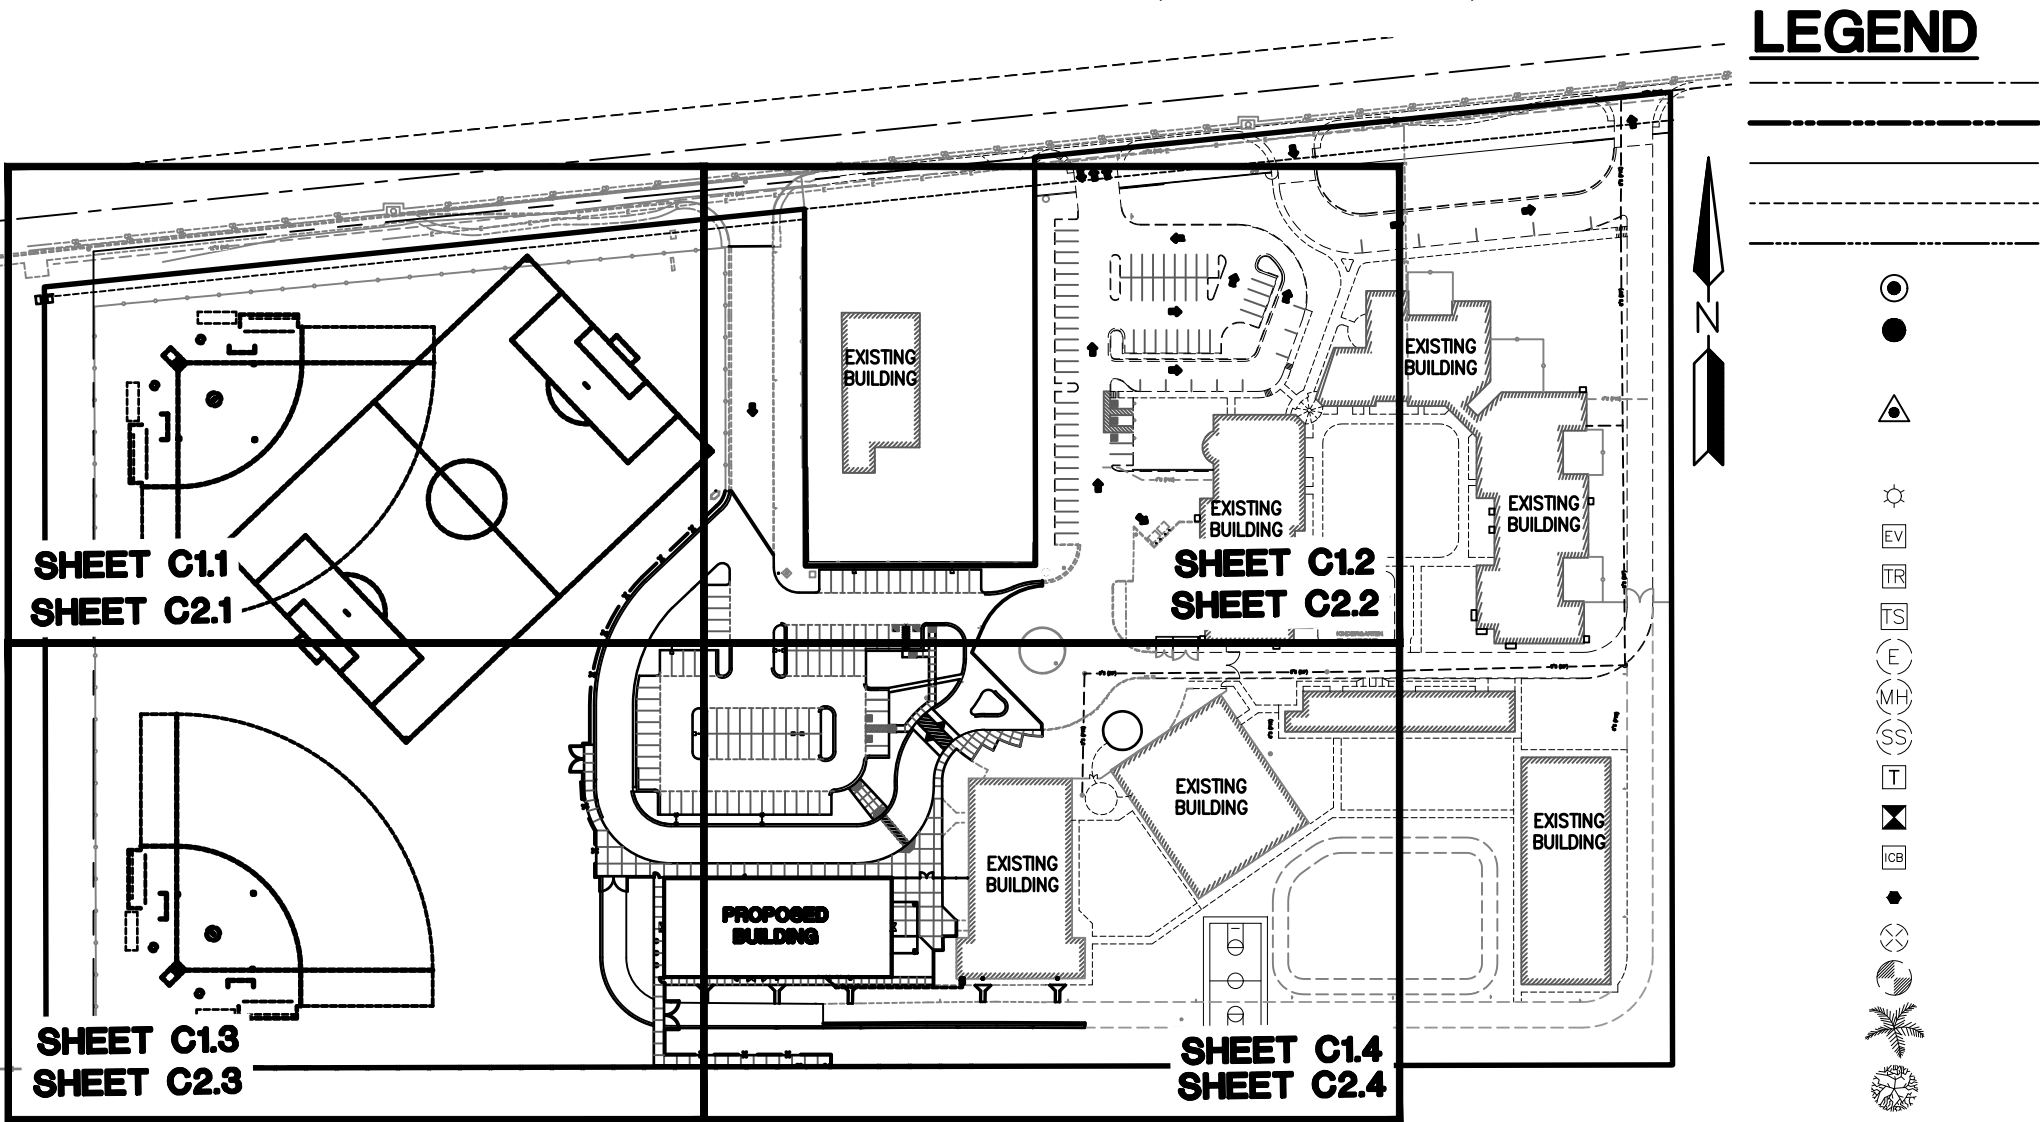 LEGEND
N
EXISTING
BUILDING
EXISTING
BUILDING
EXISTING
BUILDING
EXISTING
BUILDING
SHEET C1.1
SHEET C2.1
SHEET C1.2
SHEET C2.2
KINDERGARTEN
EV
TR
TS
E
MH
SS
T
ICB
EXISTING
BUILDING
EXISTING
BUILDING
EXISTING
BUILDING
PROPOSED
BUILDING
SHEET C1.3
SHEET C2.3
SHEET C1.4
SHEET C2.4